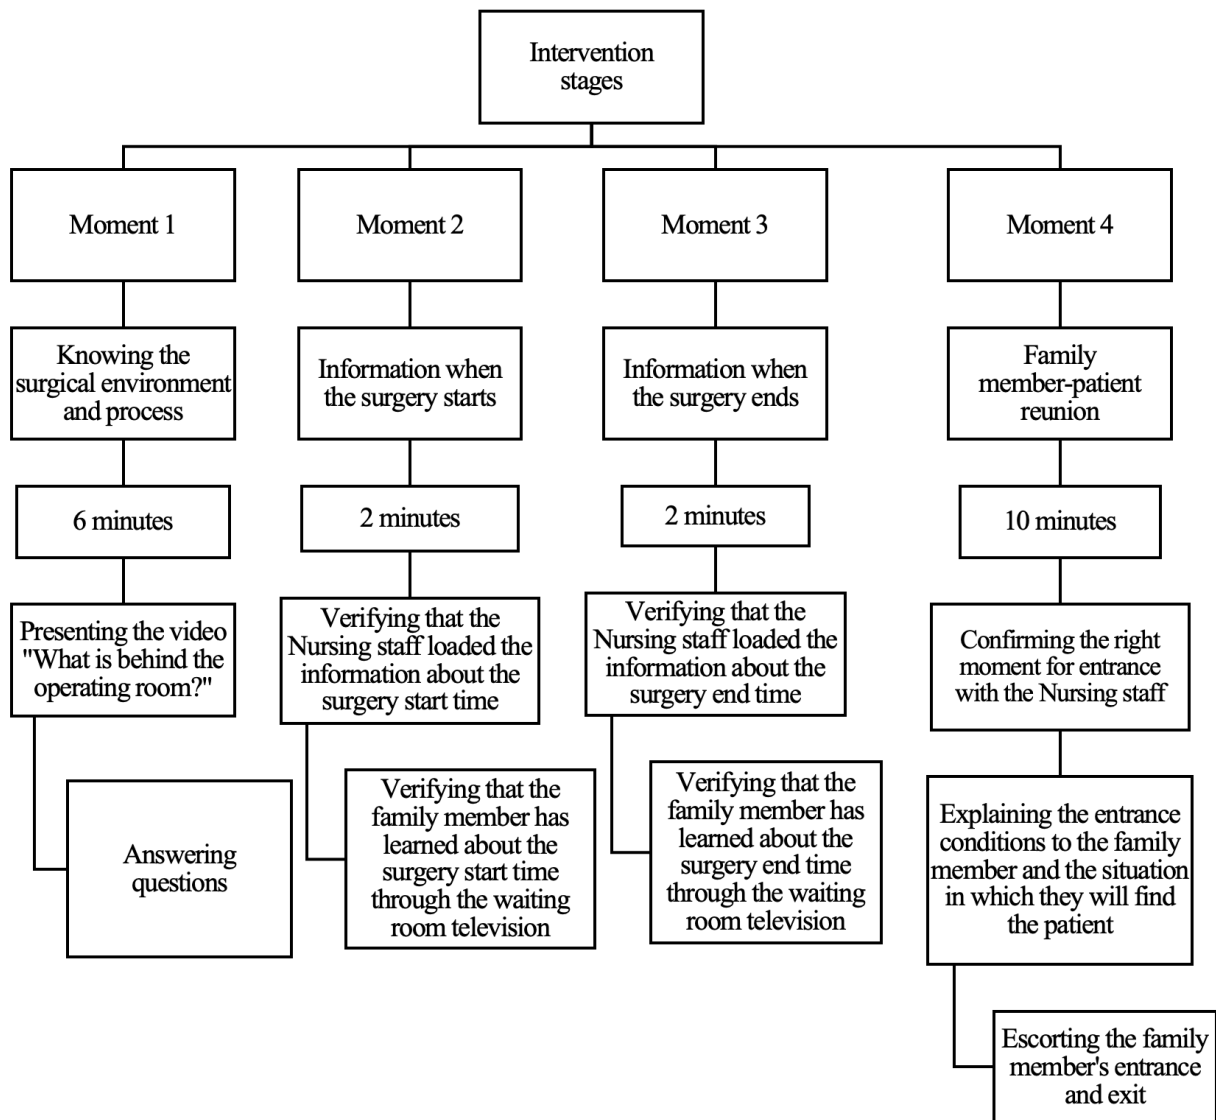 Intervention
stages
Moment 1
Moment 2
Moment 3
Moment 4
Knowing the
surgical environment
and process
Information when
the surgery starts
Information when
the surgery ends
Family
member-patient
reunion
6 minutes
2 minutes
2 minutes
10 minutes
Presenting the video
"What is behind the
operating room?"
Verifying that the
Nursing staff loaded the
information about the
surgery start time
Verifying that the
Nursing staff loaded the
information about the
surgery end time
Confirming the right
moment for entrance
with the Nursing staff
Answering
questions
Verifying that the
family member has
learned about the
surgery start time
through the waiting
room television
Verifying that the
family member has
learned about the
surgery end time
through the waiting
room television
Explaining the entrance
conditions to the family
member and the situation
in which they will find
the patient
Escorting the family
member's entrance
and exit